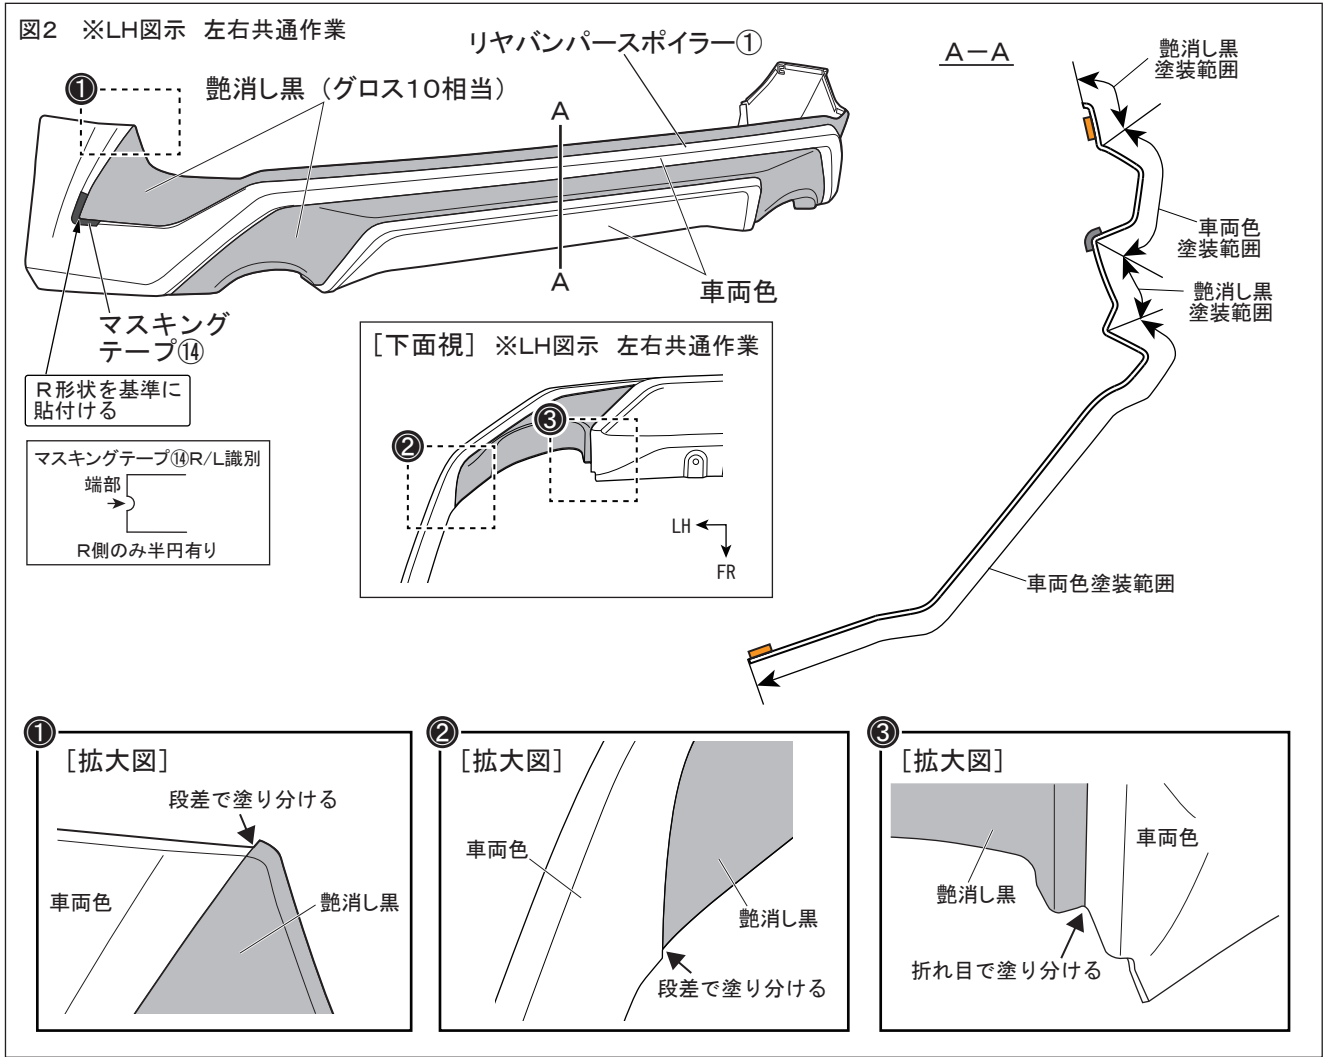 図2　※LH図示　左右共通作業
リヤバンパースポイラー①
A－A
艶消し黒
塗装範囲
❶
艶消し黒（グロス10相当）
A
車両色
塗装範囲
艶消し黒
塗装範囲
A
車両色
マスキング
テープ⑭
R形状を基準に
貼付ける
［下面視］　※LH図示　左右共通作業
❷
❸
LH
FR
マスキングテープ⑭R/L識別
端部
R側のみ半円有り
車両色塗装範囲
❶
［拡大図］
段差で塗り分ける
車両色
艶消し黒
❷
［拡大図］
車両色
艶消し黒
段差で塗り分ける
❸
［拡大図］
車両色
艶消し黒
折れ目で塗り分ける